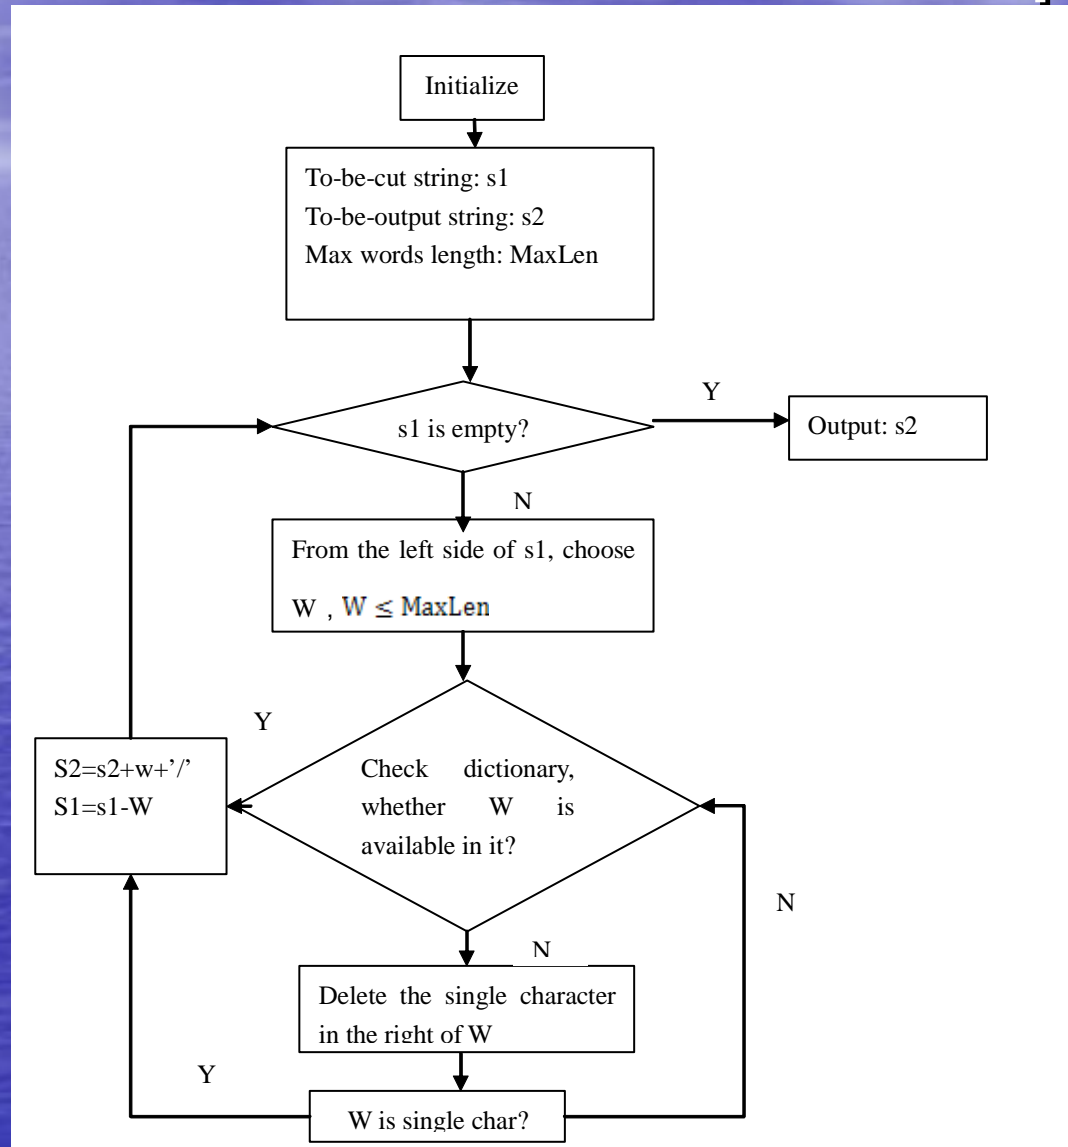 Initialize
To-be-cut string: s1
To-be-output string: s2
Max words length: MaxLen
s1 is empty?
Y
Output: s2
N
From the left side of s1, choose
W , W ≤ MaxLen
Y
S2=s2+w+’/’
S1=s1-W
Check dictionary,
whether W is
available in it?
N
N
Delete the single character
in the right of W
Y
W is single char?